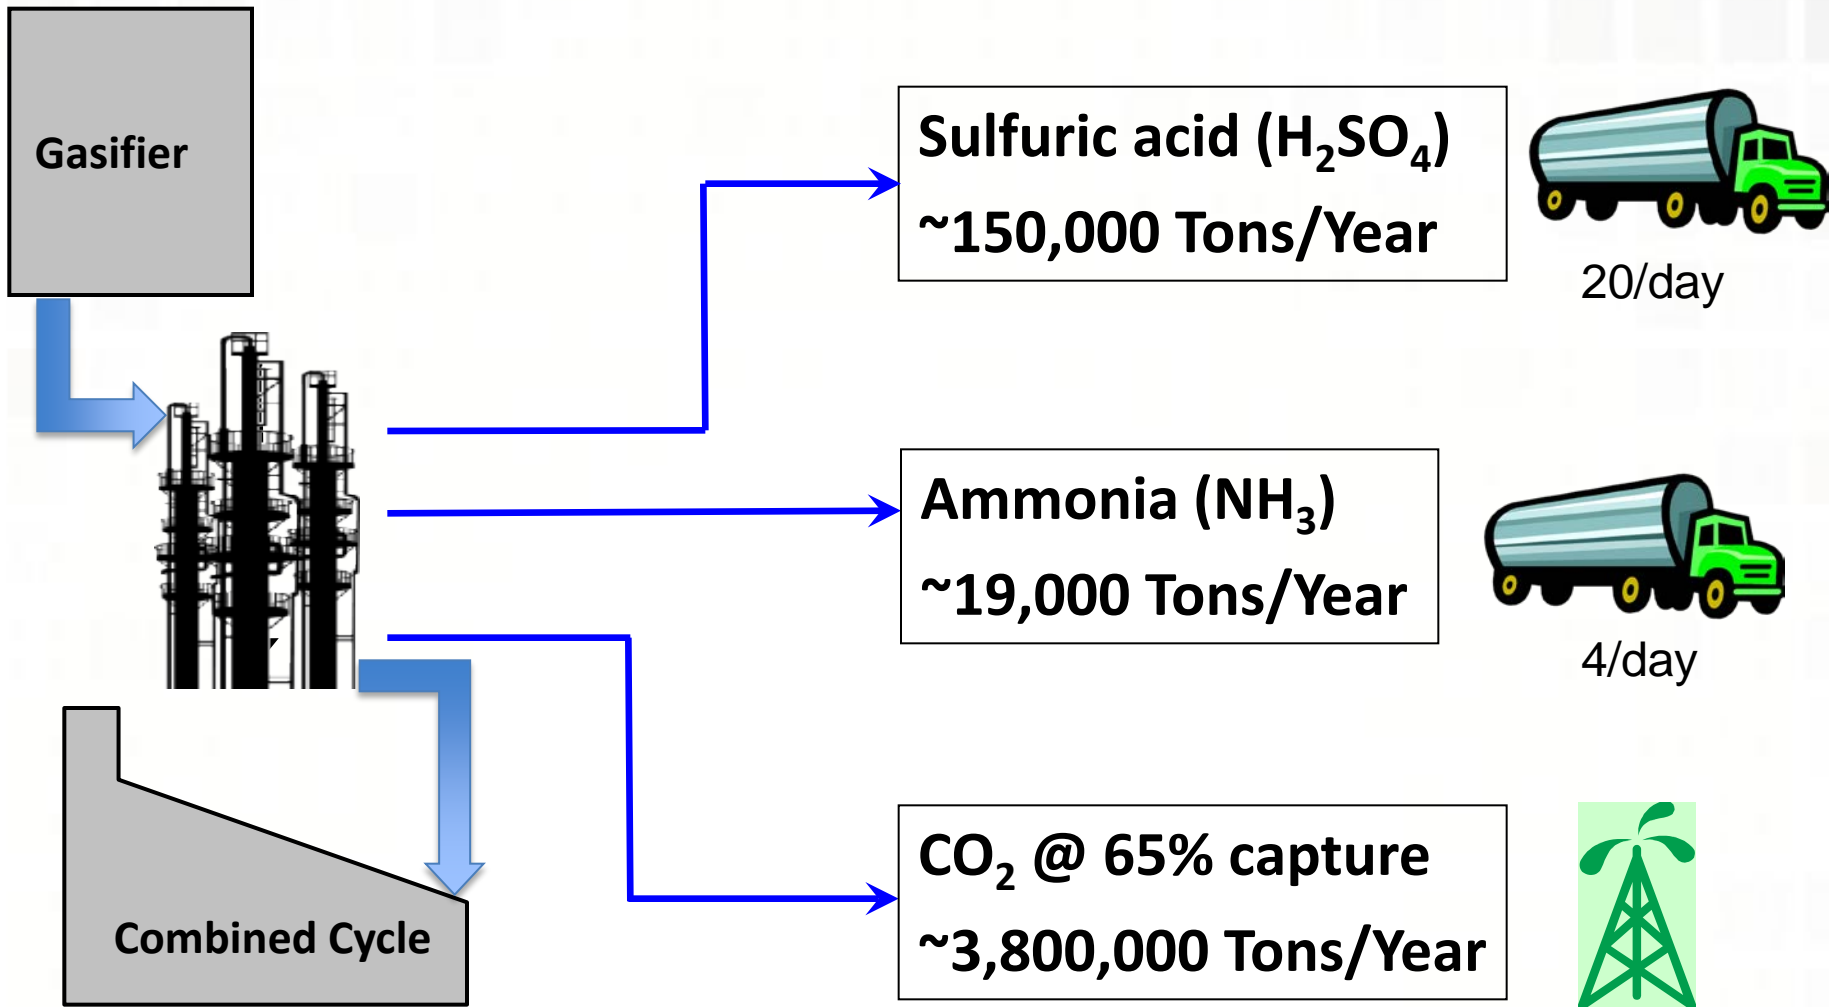 Gasifier
Sulfuric acid (H₂SO₄)
~150,000 Tons/Year
20/day
Ammonia (NH₃)
~19,000 Tons/Year
4/day
CO₂ @ 65% capture
~3,800,000 Tons/Year
Combined Cycle